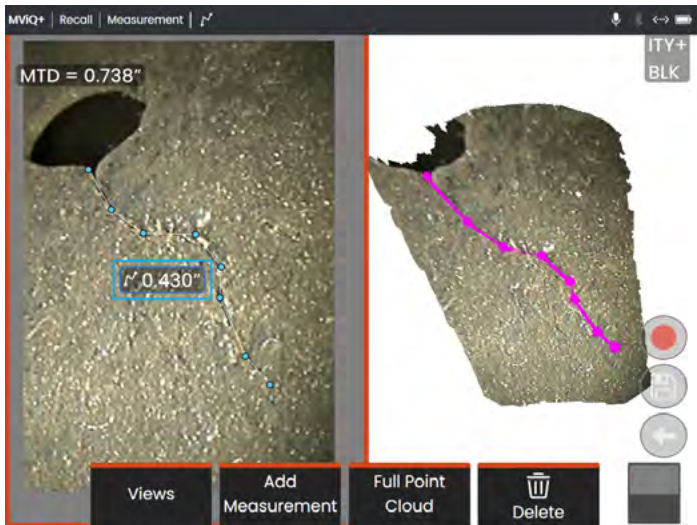 MViQ+ | Recall | Measurement |
ITY+
BLK
MTD = 0.738"
0.430"
Views
Add
Measurement
Full Point
Cloud
Delete